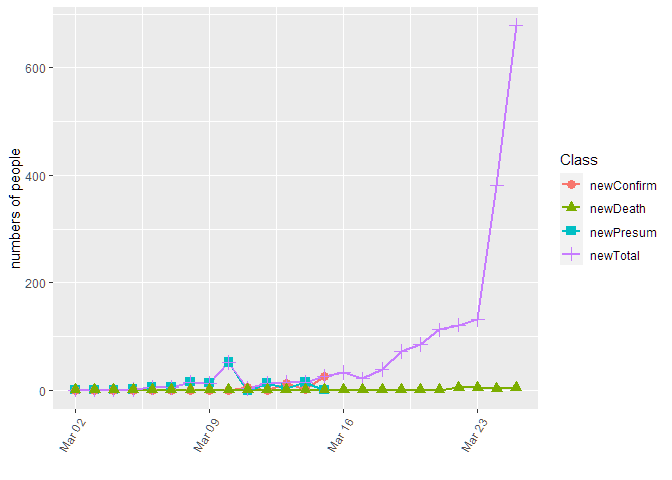 600
400
200
0
numbers of people
Mar 02
Mar 09
Mar 16
Mar 23
Class
newConfirm
newDeath
newPresum
newTotal